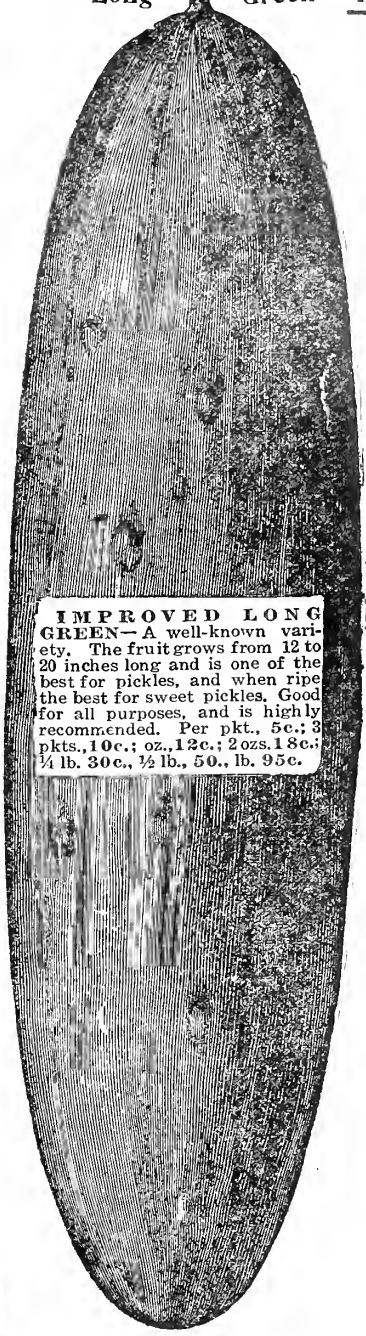 Long Green
IMPROVED LONG
GREEN— A well-known vari-
ety. The fruit grows from 12 to
20 inches long and is one of the
best for pickles, and when ripe
the best for sweet pickles. Good
for all purposes, and is highly
recommended. Per pkt., 5c.; 3
pkts., 10c.; oz., 12c.; 2 ozs. 18c.;
¼ lb. 30c., ½ lb., 50., lb. 95c.